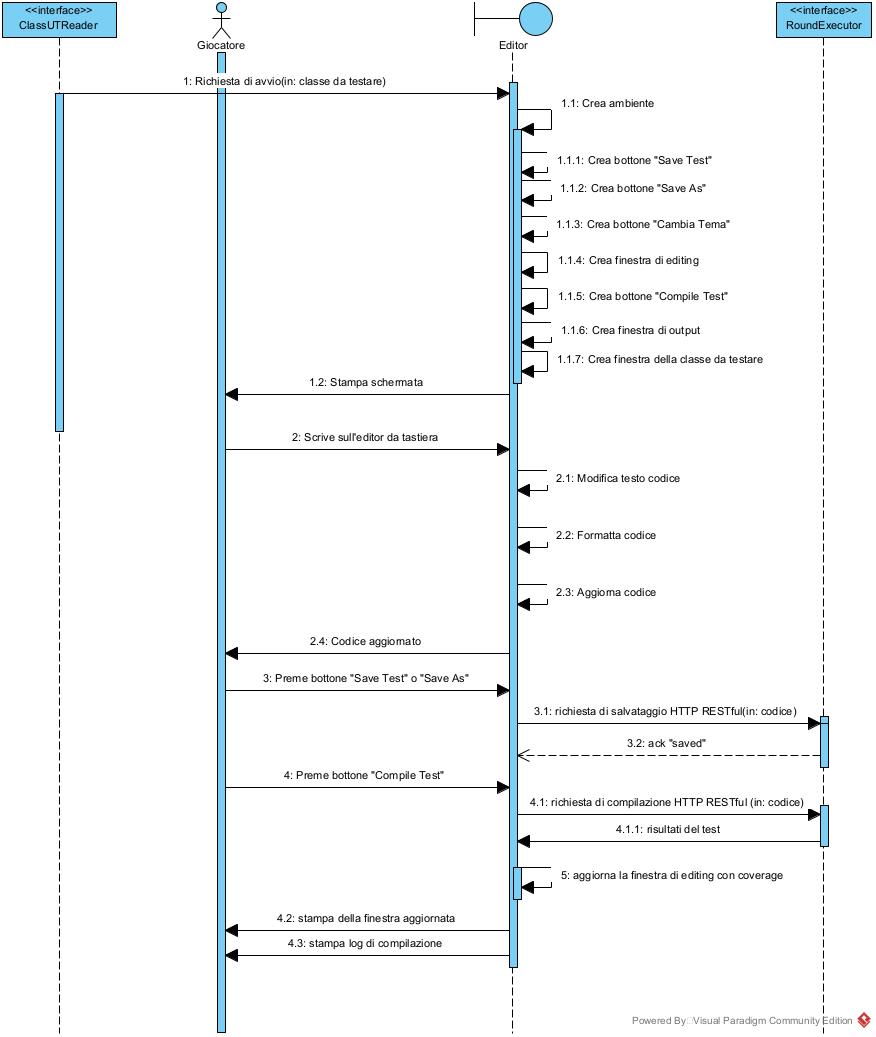 <<interface>>
ClassUTReader
Giocatore
Editor
<<interface>>
RoundExecutor
1: Richiesta di avvio(in: classe da testare)
1.1: Crea ambiente
1.1.1: Crea bottone "Save Test"
1.1.2: Crea bottone "Save As"
1.1.3: Crea bottone "Cambia Tema"
1.1.4: Crea finestra di editing
1.1.5: Crea bottone "Compile Test"
1.1.6: Crea finestra di output
1.1.7: Crea finestra della classe da testare
1.2: Stampa schermata
2: Scrive sull'editor da tastiera
2.1: Modifica testo codice
2.2: Formatta codice
2.3: Aggiorna codice
2.4: Codice aggiornato
3: Preme bottone "Save Test" o "Save As"
3.1: richiesta di salvataggio HTTP RESTful(in: codice)
3.2: ack "saved"
4: Preme bottone "Compile Test"
4.1: richiesta di compilazione HTTP RESTful (in: codice)
4.1.1: risultati del test
5: aggiorna la finestra di editing con coverage
4.2: stampa della finestra aggiornata
4.3: stampa log di compilazione
Powered By Visual Paradigm Community Edition